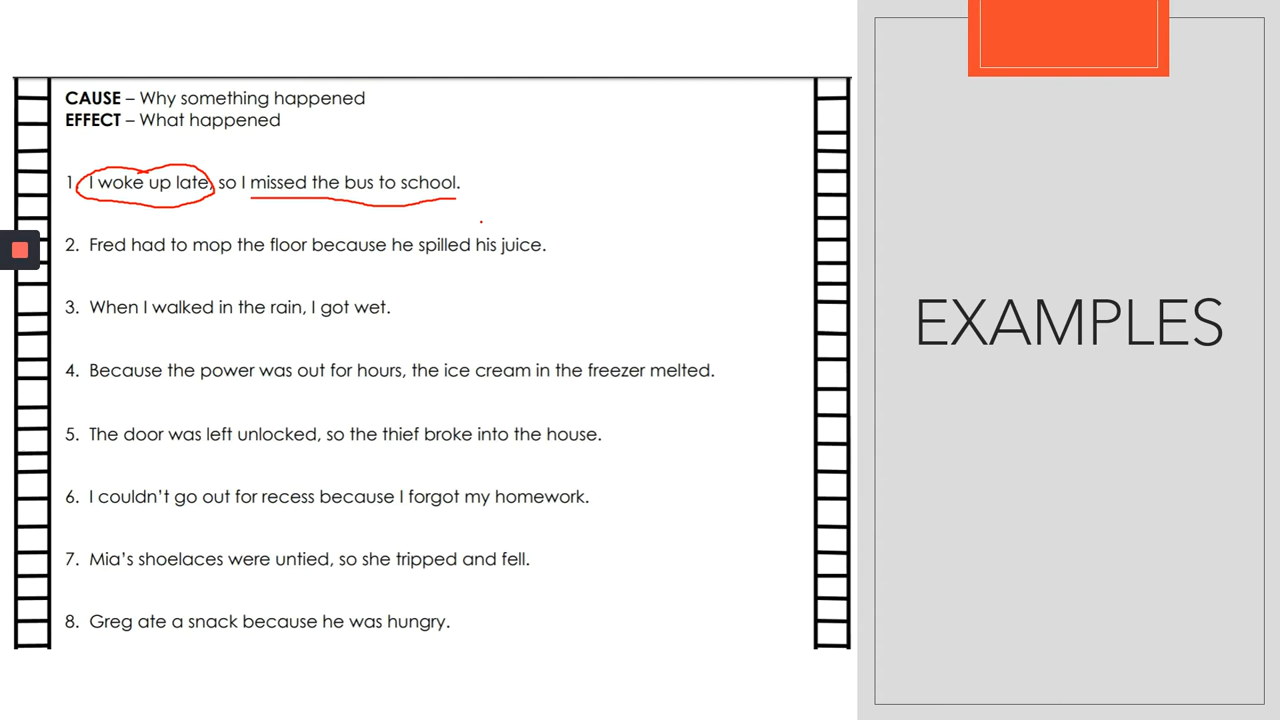 CAUSE – Why something happened
EFFECT – What happened
1. I woke up late, so I missed the bus to school.
2. Fred had to mop the floor because he spilled his juice.
3. When I walked in the rain, I got wet.
4. Because the power was out for hours, the ice cream in the freezer melted.
5. The door was left unlocked, so the thief broke into the house.
6. I couldn’t go out for recess because I forgot my homework.
7. Mia’s shoelaces were untied, so she tripped and fell.
8. Greg ate a snack because he was hungry.
EXAMPLES